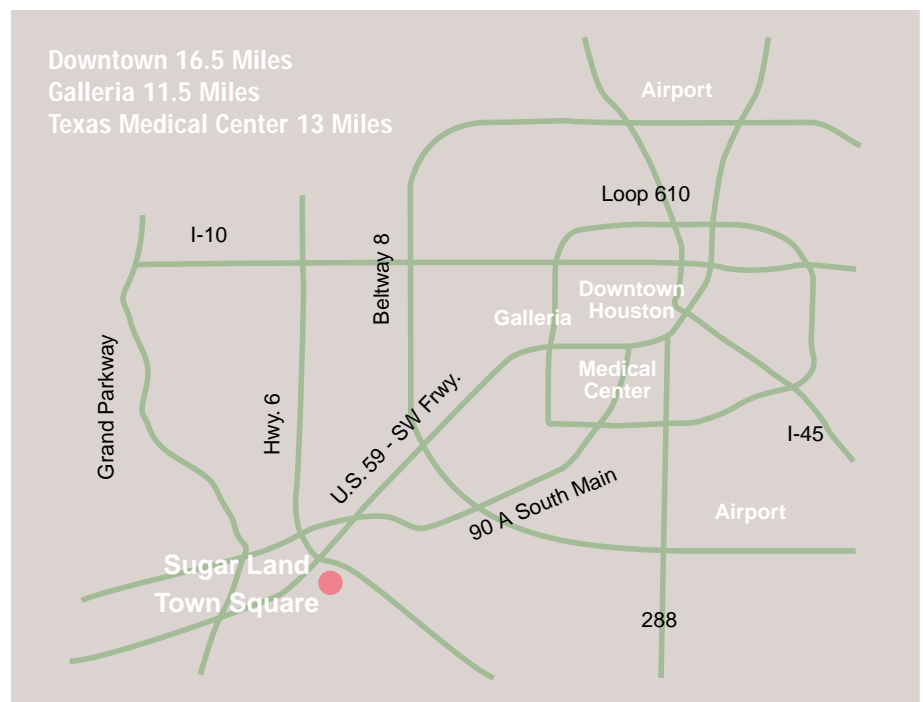 Downtown 16.5 Miles
Galleria 11.5 Miles
Texas Medical Center 13 Miles
Airport
Loop 610
I-10
Beltway 8
Downtown
Houston
Galleria
Grand Parkway
Medical
Center
Hwy. 6
U.S. 59 - SW Frwy.
I-45
90 A South Main
Airport
Sugar Land
Town Square
288